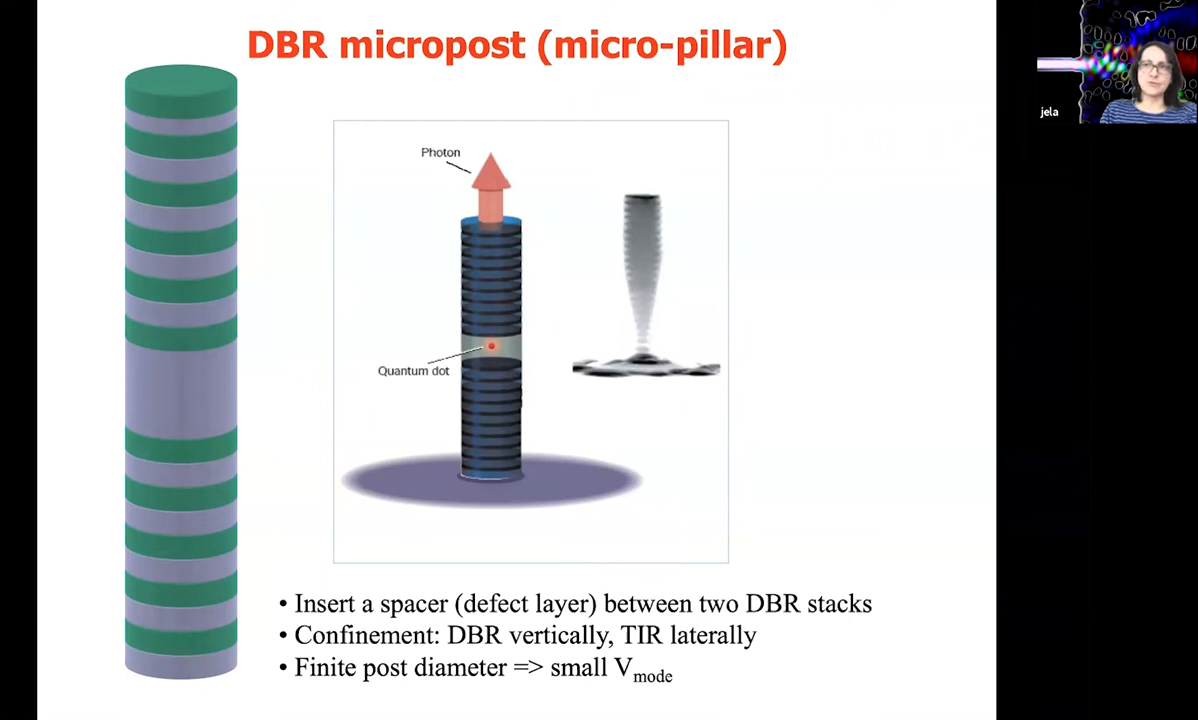 DBR micropost (micro-pillar)
jela
Photon
Quantum dot
• Insert a spacer (defect layer) between two DBR stacks
• Confinement: DBR vertically, TIR laterally
• Finite post diameter => small Vmode